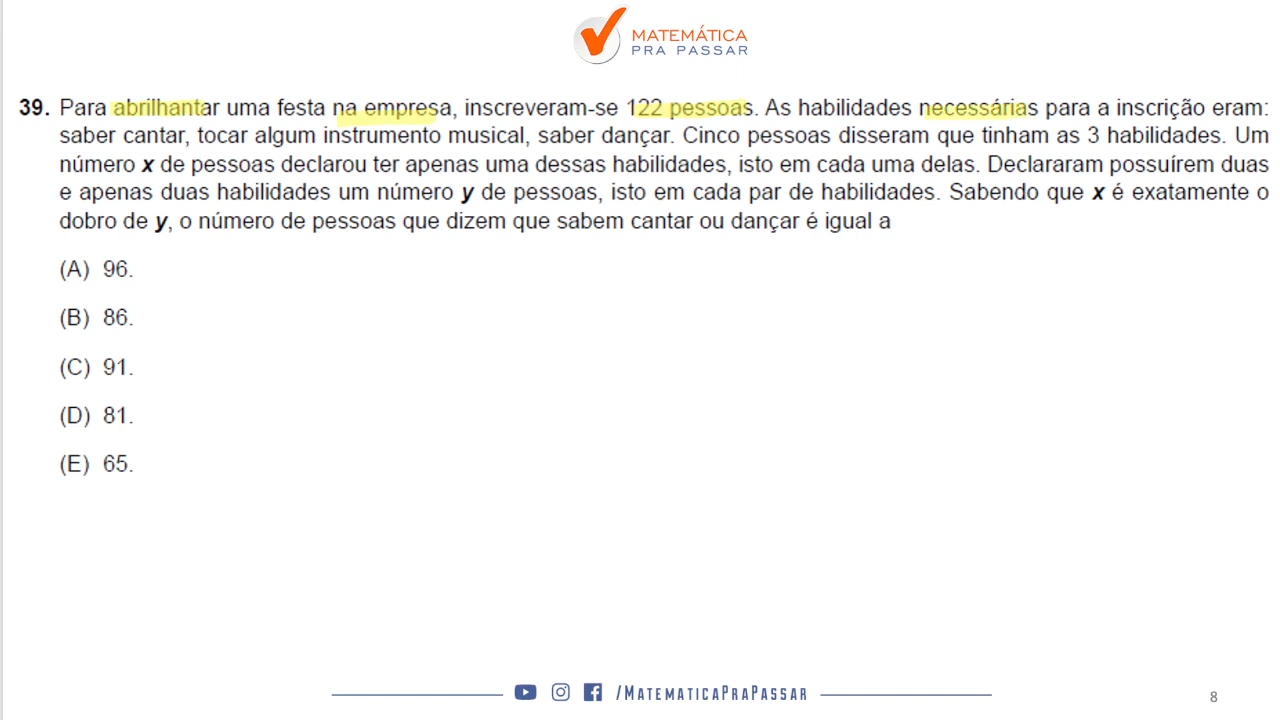 MATEMÁTICA
PRA PASSAR
39. Para abrilhantar uma festa na empresa, inscreveram-se 122 pessoas. As habilidades necessárias para a inscrição eram:
saber cantar, tocar algum instrumento musical, saber dançar. Cinco pessoas disseram que tinham as 3 habilidades. Um
número x de pessoas declarou ter apenas uma dessas habilidades, isto em cada uma delas. Declararam possuírem duas
e apenas duas habilidades um número y de pessoas, isto em cada par de habilidades. Sabendo que x é exatamente o
dobro de y, o número de pessoas que dizem que sabem cantar ou dançar é igual a
(A) 96.
(B) 86.
(C) 91.
(D) 81.
(E) 65.
/MATEMATICAPRAPASSAR
8